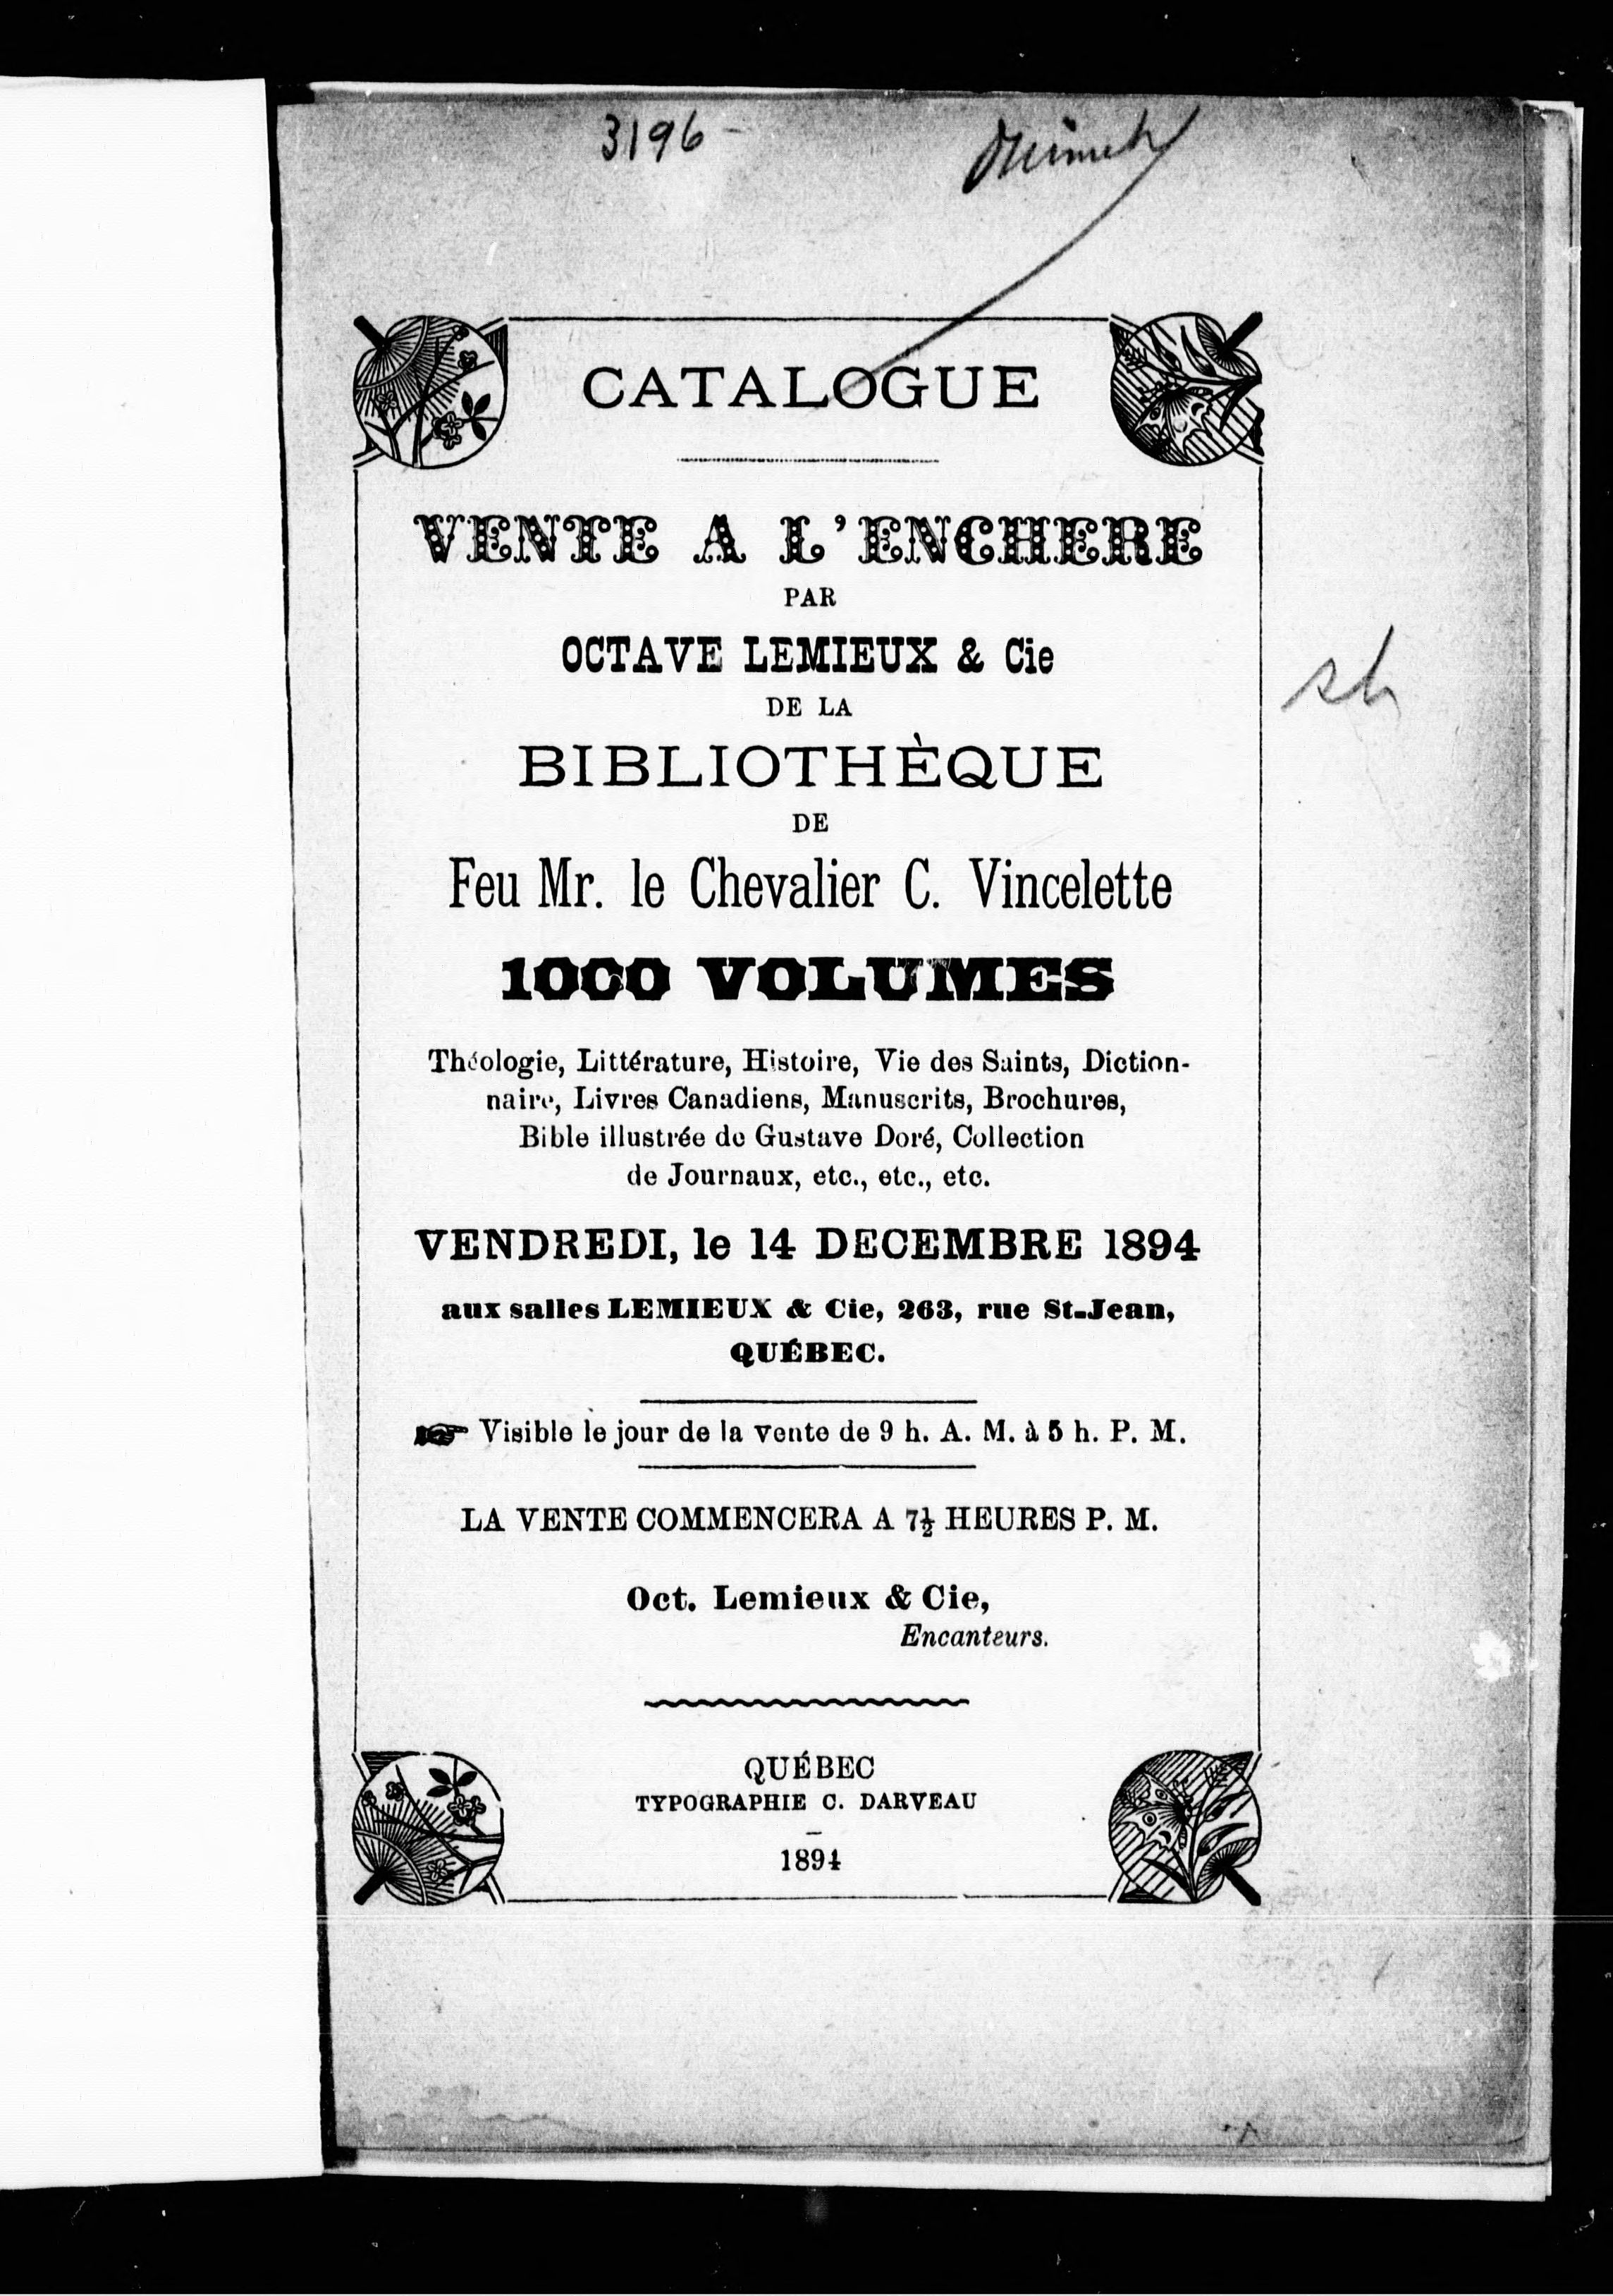 3196 -
CATALOGUE
VENTE A L'ENCHERE
PAR
OCTAVE LEMIEUX & Cie
DE LA
BIBLIOTHÈQUE
DE
Feu Mr. le Chevalier C. Vincelette
1000 VOLUMES
Théologie, Littérature, Histoire, Vie des Saints, Diction-
naire, Livres Canadiens, Manuscrits, Brochures,
Bible illustrée de Gustave Doré, Collection
de Journaux, etc., etc., etc.
VENDREDI, le 14 DECEMBRE 1894
aux salles LEMIEUX & Cie, 263, rue St-Jean,
QUÉBEC.
Visible le jour de la vente de 9 h. A. M. à 5 h. P. M.
LA VENTE COMMENCERA A 7½ HEURES P. M.
Oct. Lemieux & Cie,
Encanteurs.
QUÉBEC
TYPOGRAPHIE C. DARVEAU
1894